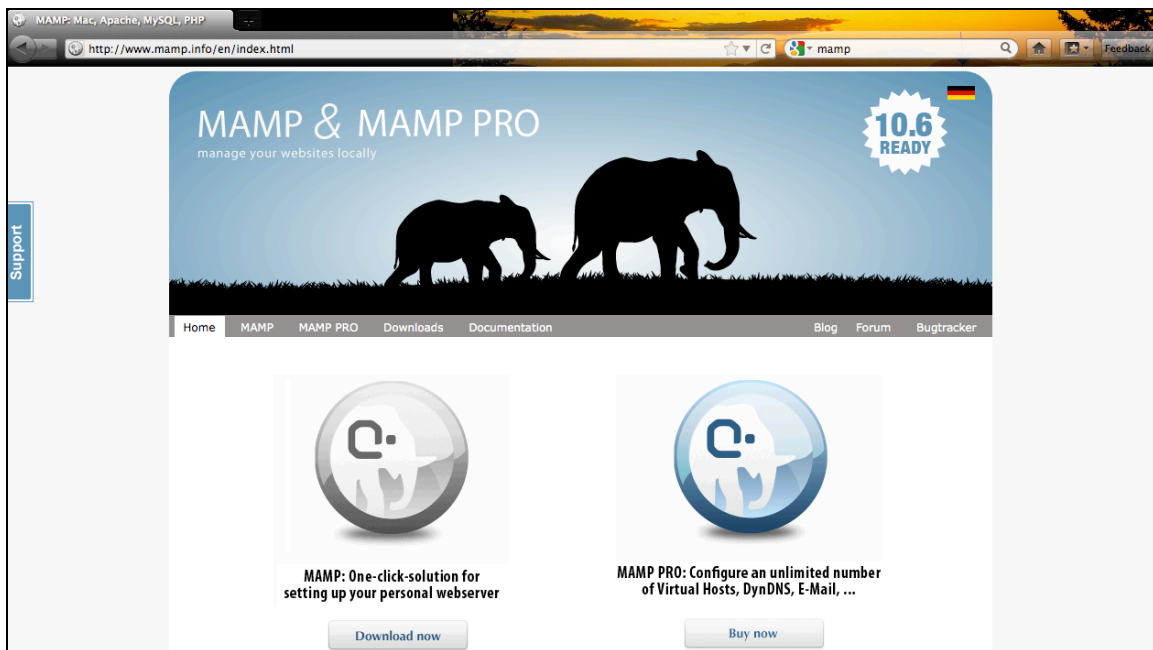 MAMP: Mac, Apache, MySQL, PHP
http://www.mamp.info/en/index.html
mamp
Feedback
MAMP & MAMP PRO
manage your websites locally
10.6
READY
Support
Home MAMP MAMP PRO Downloads Documentation Blog Forum Bugtracker
MAMP: One-click-solution for
setting up your personal webserver
Download now
MAMP PRO: Configure an unlimited number
of Virtual Hosts, DynDNS, E-Mail, ...
Buy now